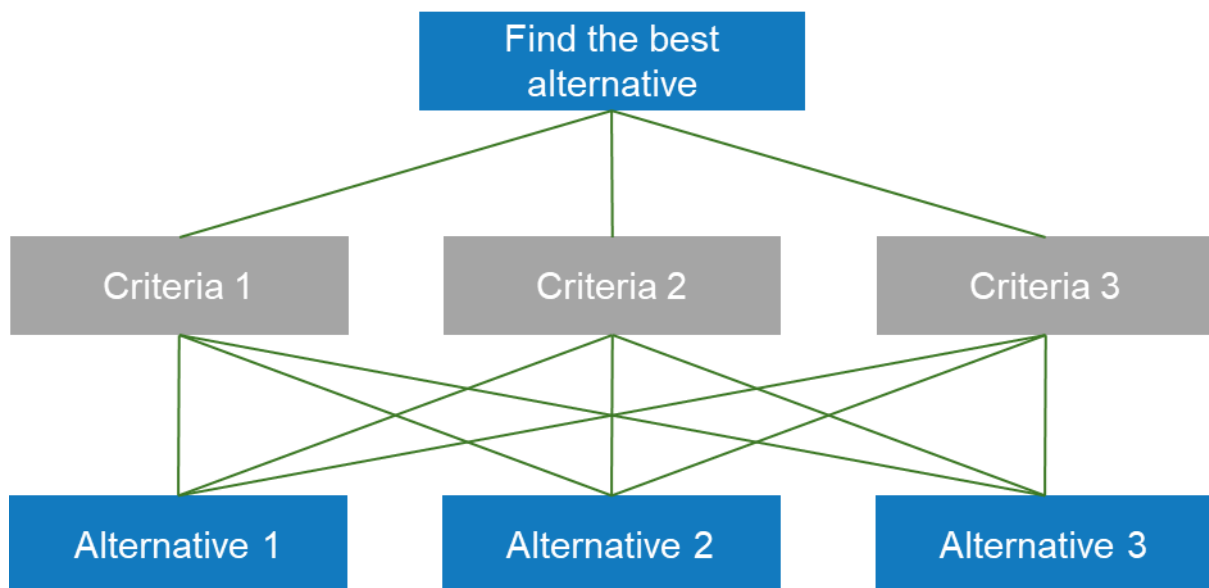 Find the best
alternative
Criteria 1
Criteria 2
Criteria 3
Alternative 1
Alternative 2
Alternative 3